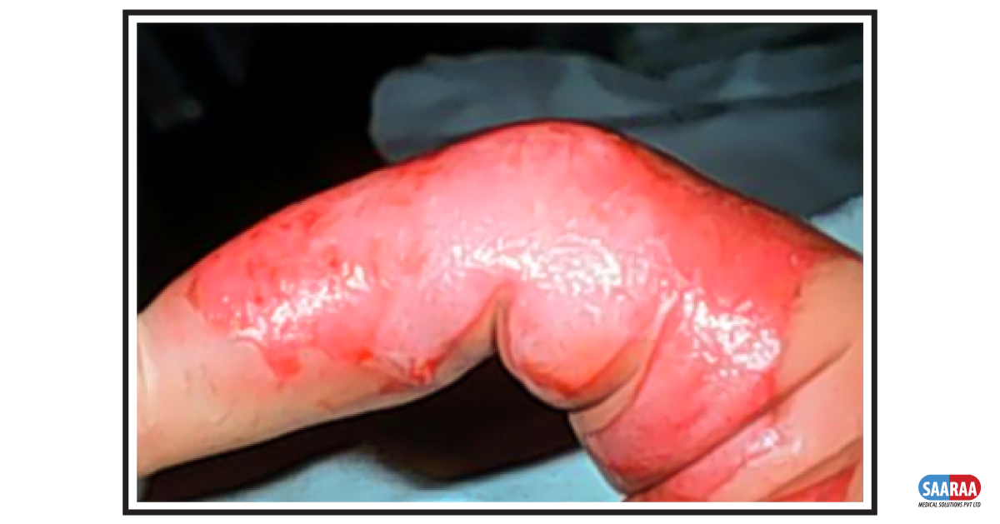 SAARAA
MEDICAL SOLUTIONS PVT LTD